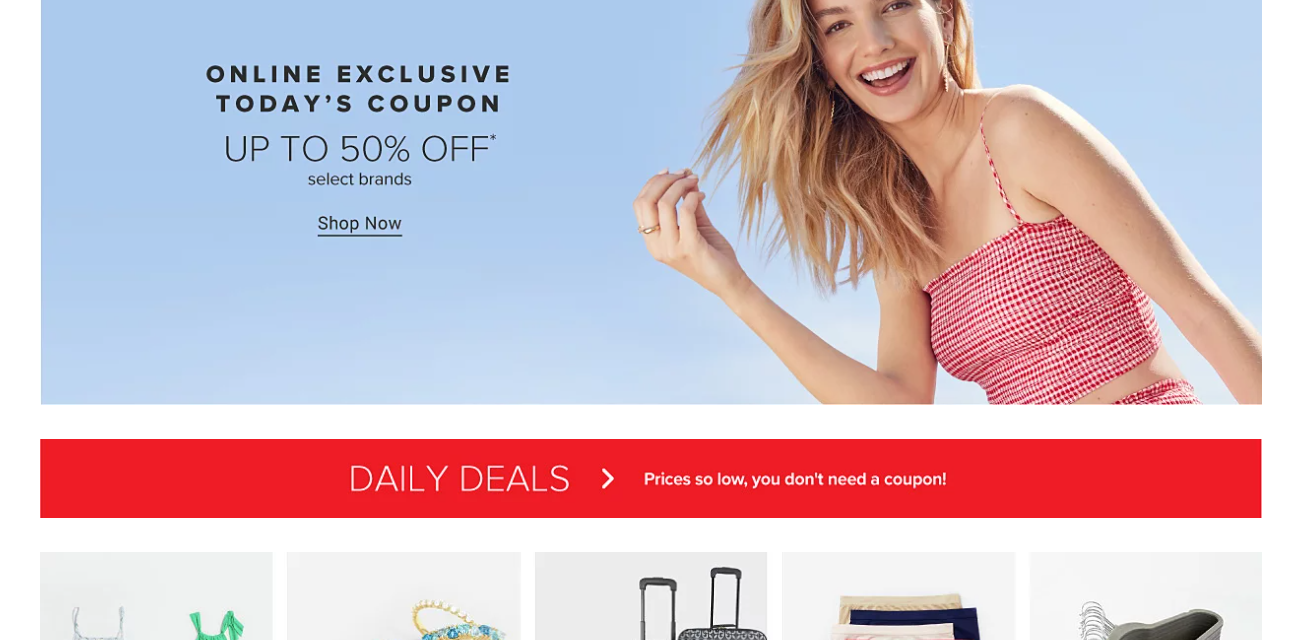 ONLINE EXCLUSIVE
TODAY’S COUPON
UP TO 50% OFF*
select brands
Shop Now
DAILY DEALS > Prices so low, you don't need a coupon!